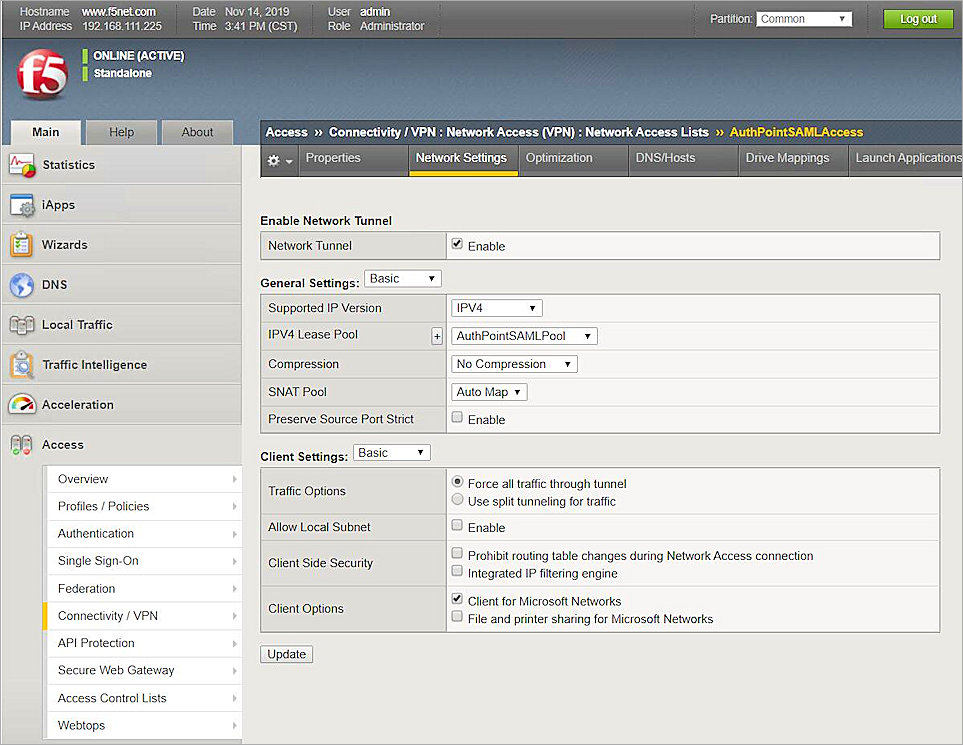 Hostname www.f5net.com Date Nov 14, 2019 User admin
IP Address 192.168.111.225 Time 3:41 PM (CST) Role Administrator
Partition: Common Log out
f5
ONLINE (ACTIVE)
Standalone
Main Help About
Access » Connectivity / VPN : Network Access (VPN) : Network Access Lists » AuthPointSAMLAccess
Properties Network Settings Optimization DNS/Hosts Drive Mappings Launch Applications
Statistics
iApps
Wizards
DNS
Local Traffic
Traffic Intelligence
Acceleration
Access
Overview
Profiles / Policies
Authentication
Single Sign-On
Federation
Connectivity / VPN
API Protection
Secure Web Gateway
Access Control Lists
Webtops
Enable Network Tunnel
Network Tunnel Enable
General Settings: Basic
Supported IP Version IPV4
IPV4 Lease Pool + AuthPointSAMLPool
Compression No Compression
SNAT Pool Auto Map
Preserve Source Port Strict Enable
Client Settings: Basic
Traffic Options Force all traffic through tunnel
Use split tunneling for traffic
Allow Local Subnet Enable
Client Side Security Prohibit routing table changes during Network Access connection
Integrated IP filtering engine
Client Options Client for Microsoft Networks
File and printer sharing for Microsoft Networks
Update